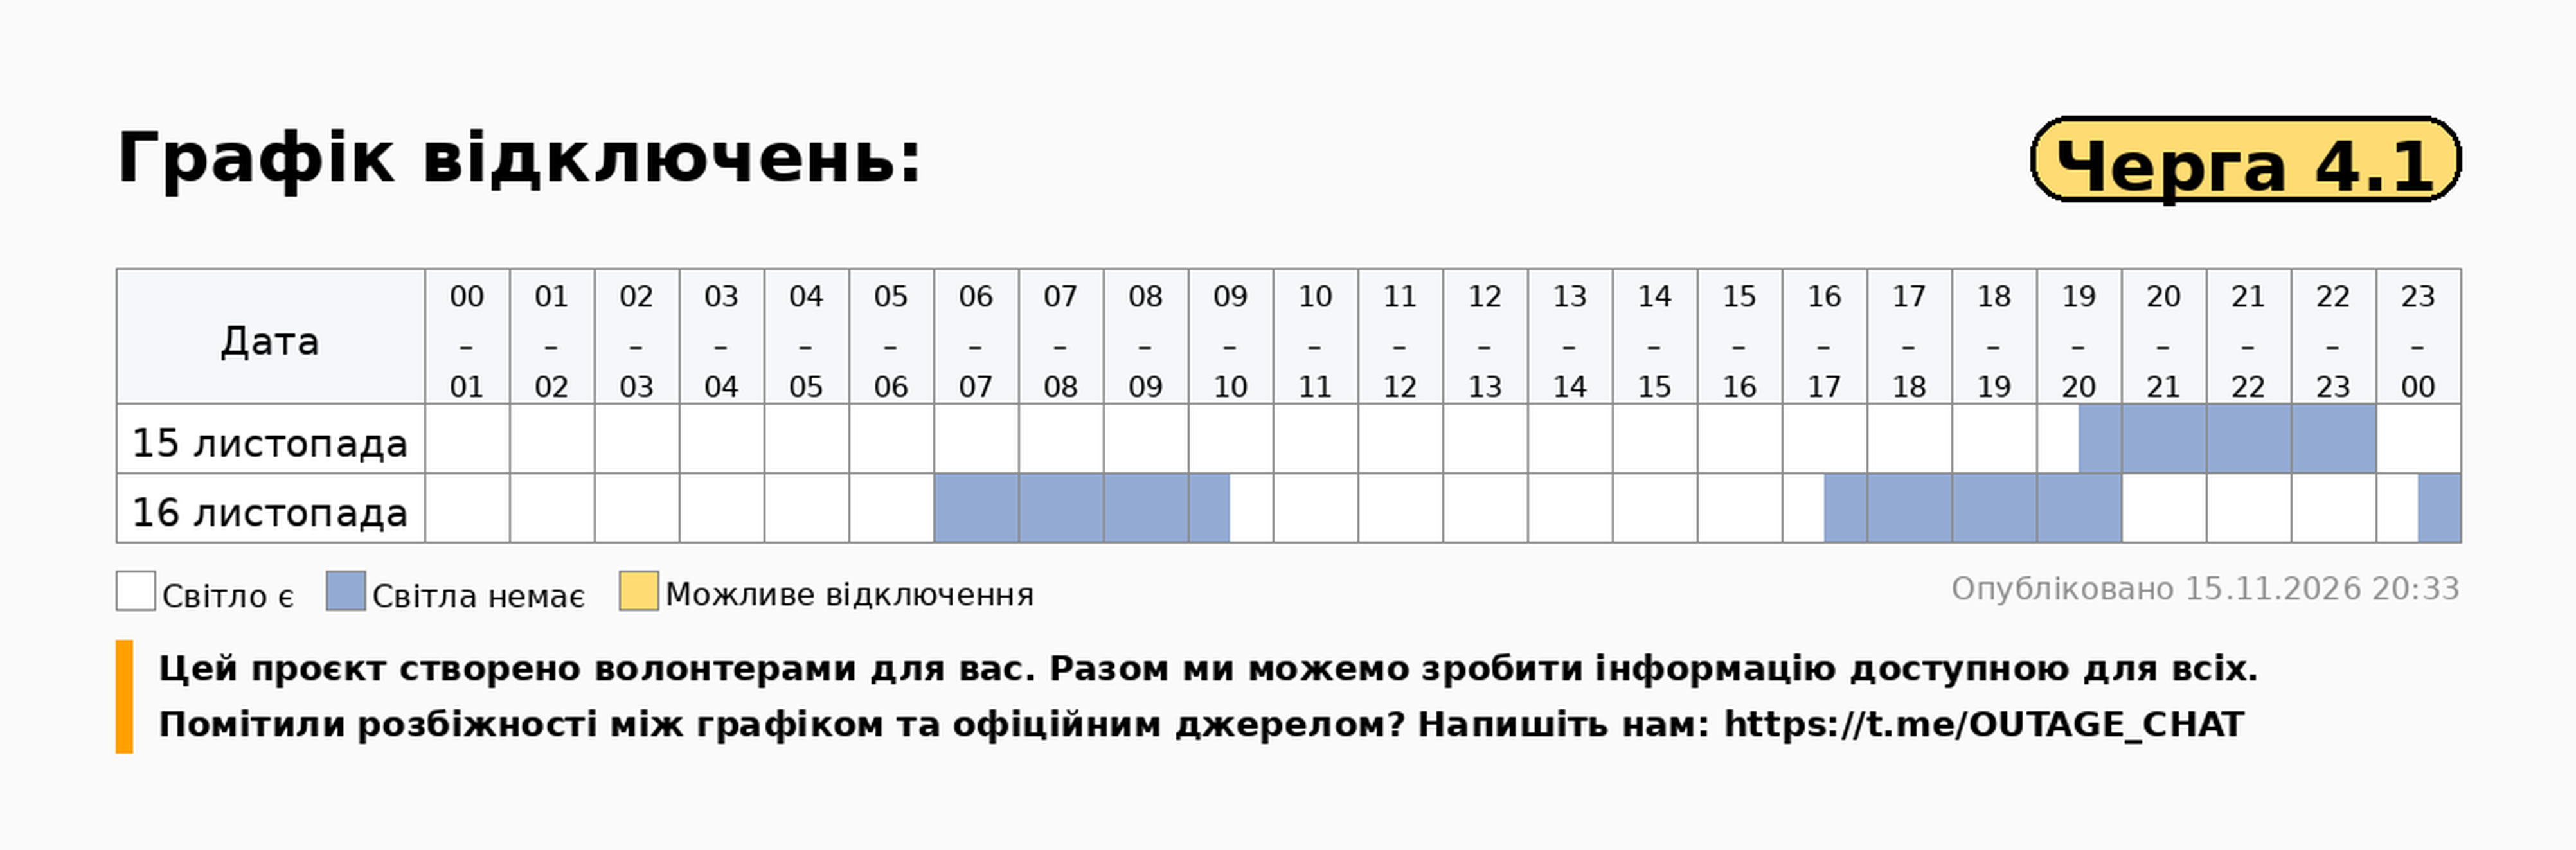 Графік відключень:
Черга 4.1
Дата
00 – 01
01 – 02
02 – 03
03 – 04
04 – 05
05 – 06
06 – 07
07 – 08
08 – 09
09 – 10
10 – 11
11 – 12
12 – 13
13 – 14
14 – 15
15 – 16
16 – 17
17 – 18
18 – 19
19 – 20
20 – 21
21 – 22
22 – 23
23 – 00
15 листопада
16 листопада
Світло є
Світла немає
Можливе відключення
Опубліковано 15.11.2026 20:33
Цей проєкт створено волонтерами для вас. Разом ми можемо зробити інформацію доступною для всіх.
Помітили розбіжності між графіком та офіційним джерелом? Напишіть нам: https://t.me/OUTAGE_CHAT